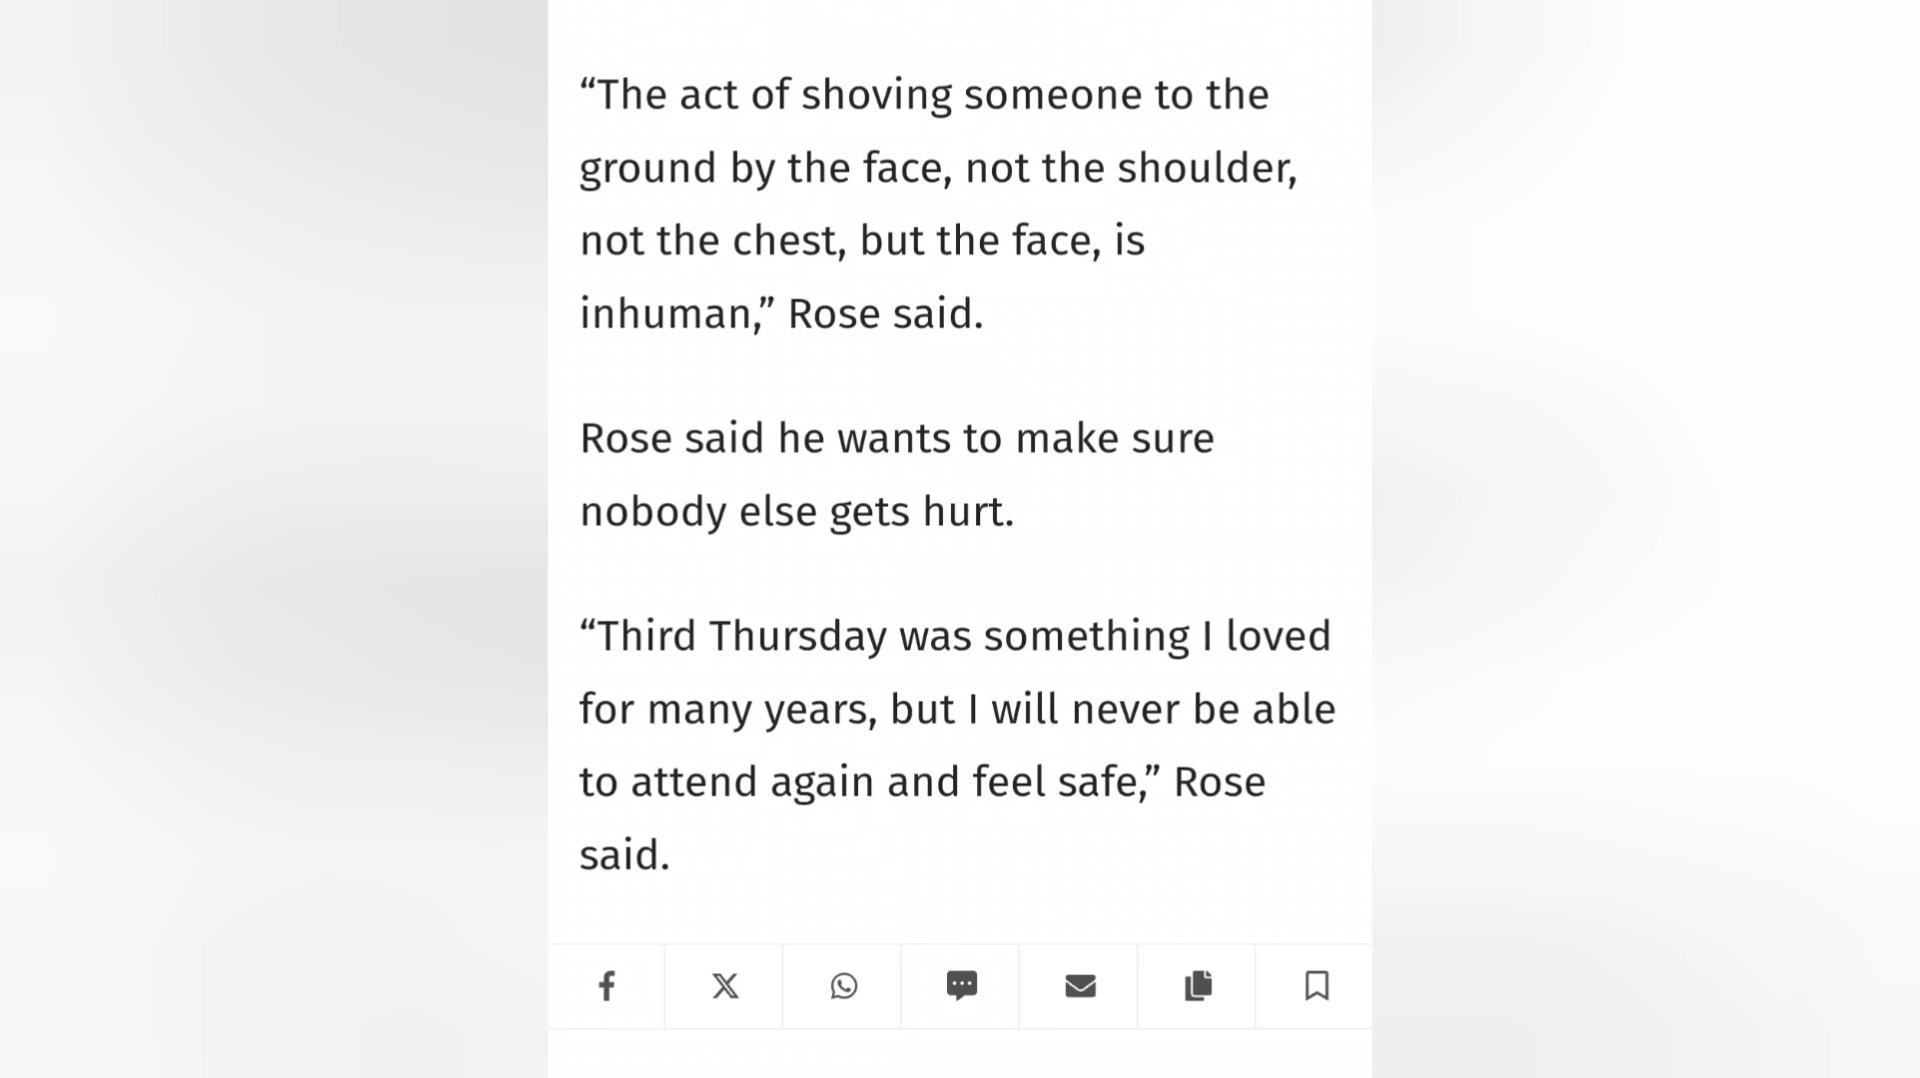 “The act of shoving someone to the
ground by the face, not the shoulder,
not the chest, but the face, is
inhuman,” Rose said.
Rose said he wants to make sure
nobody else gets hurt.
“Third Thursday was something I loved
for many years, but I will never be able
to attend again and feel safe,” Rose
said.